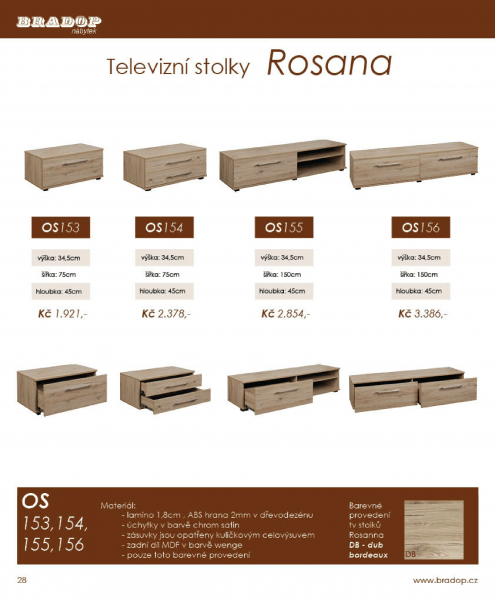 BRADOP
nábytek
Televizní stolky Rosana
OS153
výška: 34,5cm
šířka: 75cm
hloubka: 45cm
Kč 1.921,-
OS154
výška: 34,5cm
šířka: 75cm
hloubka: 45cm
Kč 2.378,-
OS155
výška: 34,5cm
šířka: 150cm
hloubka: 45cm
Kč 2.854,-
OS156
výška: 34,5cm
šířka: 150cm
hloubka: 45cm
Kč 3.386,-
OS
153,154,
155,156
Materiál:
- lamino 1,8cm , ABS hrana 2mm v dřevodezénu
- úchytky v barvě chrom satin
- zásuvky jsou opatřeny kuličkovým celovýsuvem
- zadní díl MDF v barvě wenge
- pouze toto barevné provedení
Barevné
provedení
tv stolků
Rosanna
DB - dub
bordeaux
DB
28
www.bradop.cz